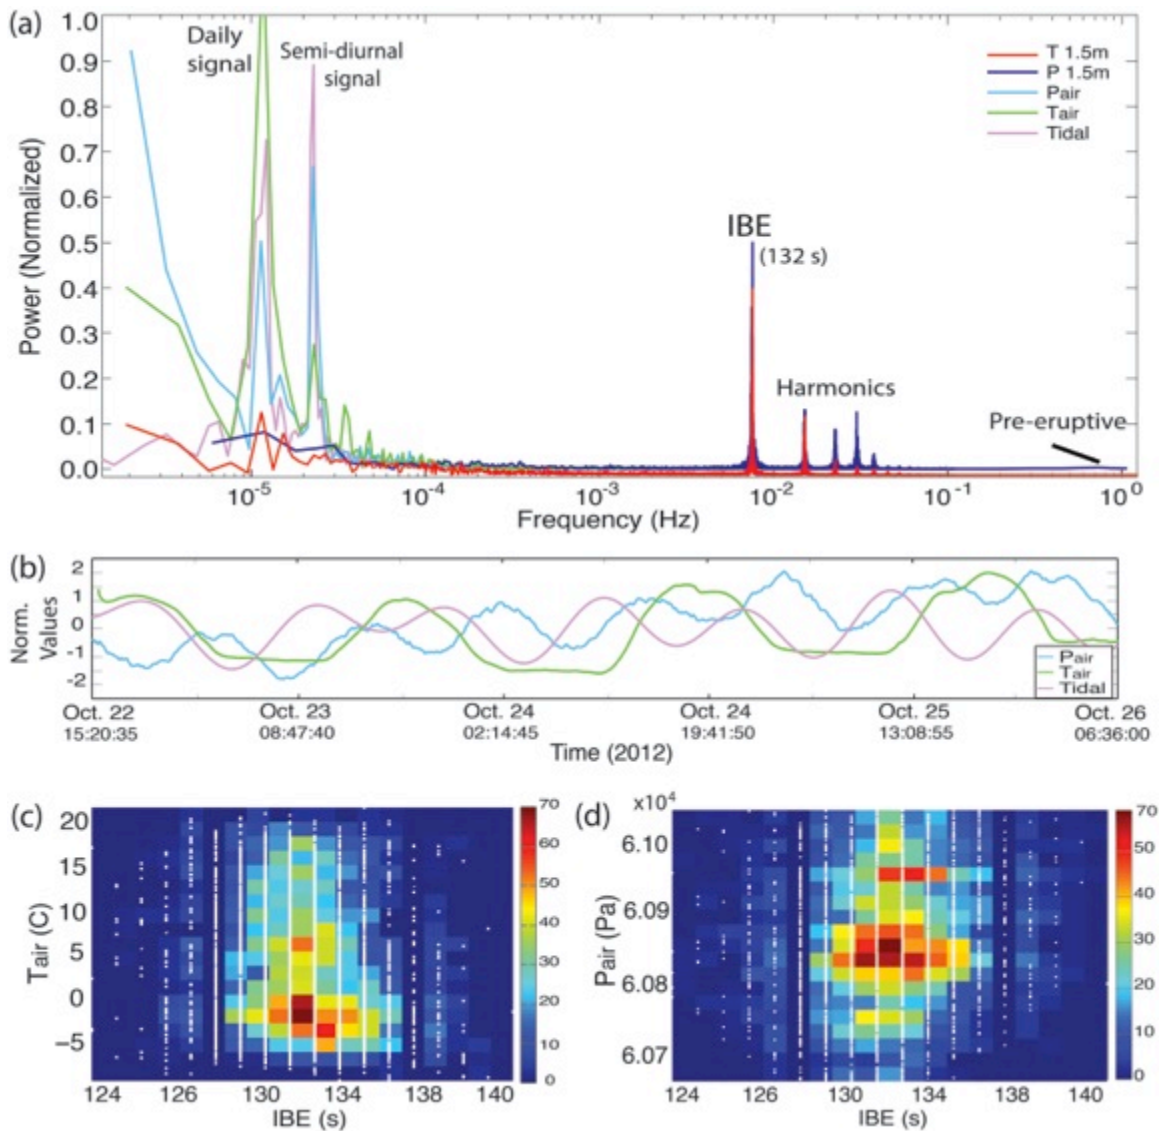 (a)
Power (Normalized)
1.0
0.9
0.8
0.7
0.6
0.5
0.4
0.3
0.2
0.1
0.0
Daily
signal
Semi-diurnal
signal
T 1.5m
P 1.5m
Pair
Tair
Tidal
IBE
(132 s)
Harmonics
Pre-eruptive
10-5
10-4
10-3
10-2
10-1
100
Frequency (Hz)
(b)
Norm.
Values
2
1
0
-1
-2
Pair
Tair
Tidal
Oct. 22
15:20:35
Oct. 23
08:47:40
Oct. 24
02:14:45
Oct. 24
19:41:50
Oct. 25
13:08:55
Oct. 26
06:36:00
Time (2012)
(c)
Tair (C)
20
15
10
5
0
−5
124 126 130 134 136 140
IBE (s)
70
60
50
40
30
20
10
0
(d)
x10⁴
Pair (Pa)
6.10
6.09
6.08
6.07
124 126 130 134 138 140
IBE (s)
70
50
40
30
20
10
0